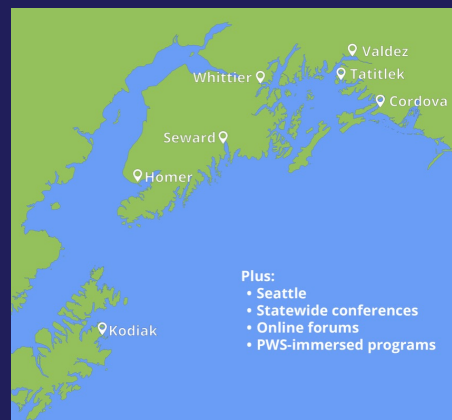 Valdez
Whittier
Tatitlek
Cordova
Seward
Homer
Plus:
• Seattle
• Statewide conferences
• Online forums
• PWS-immersed programs
Kodiak